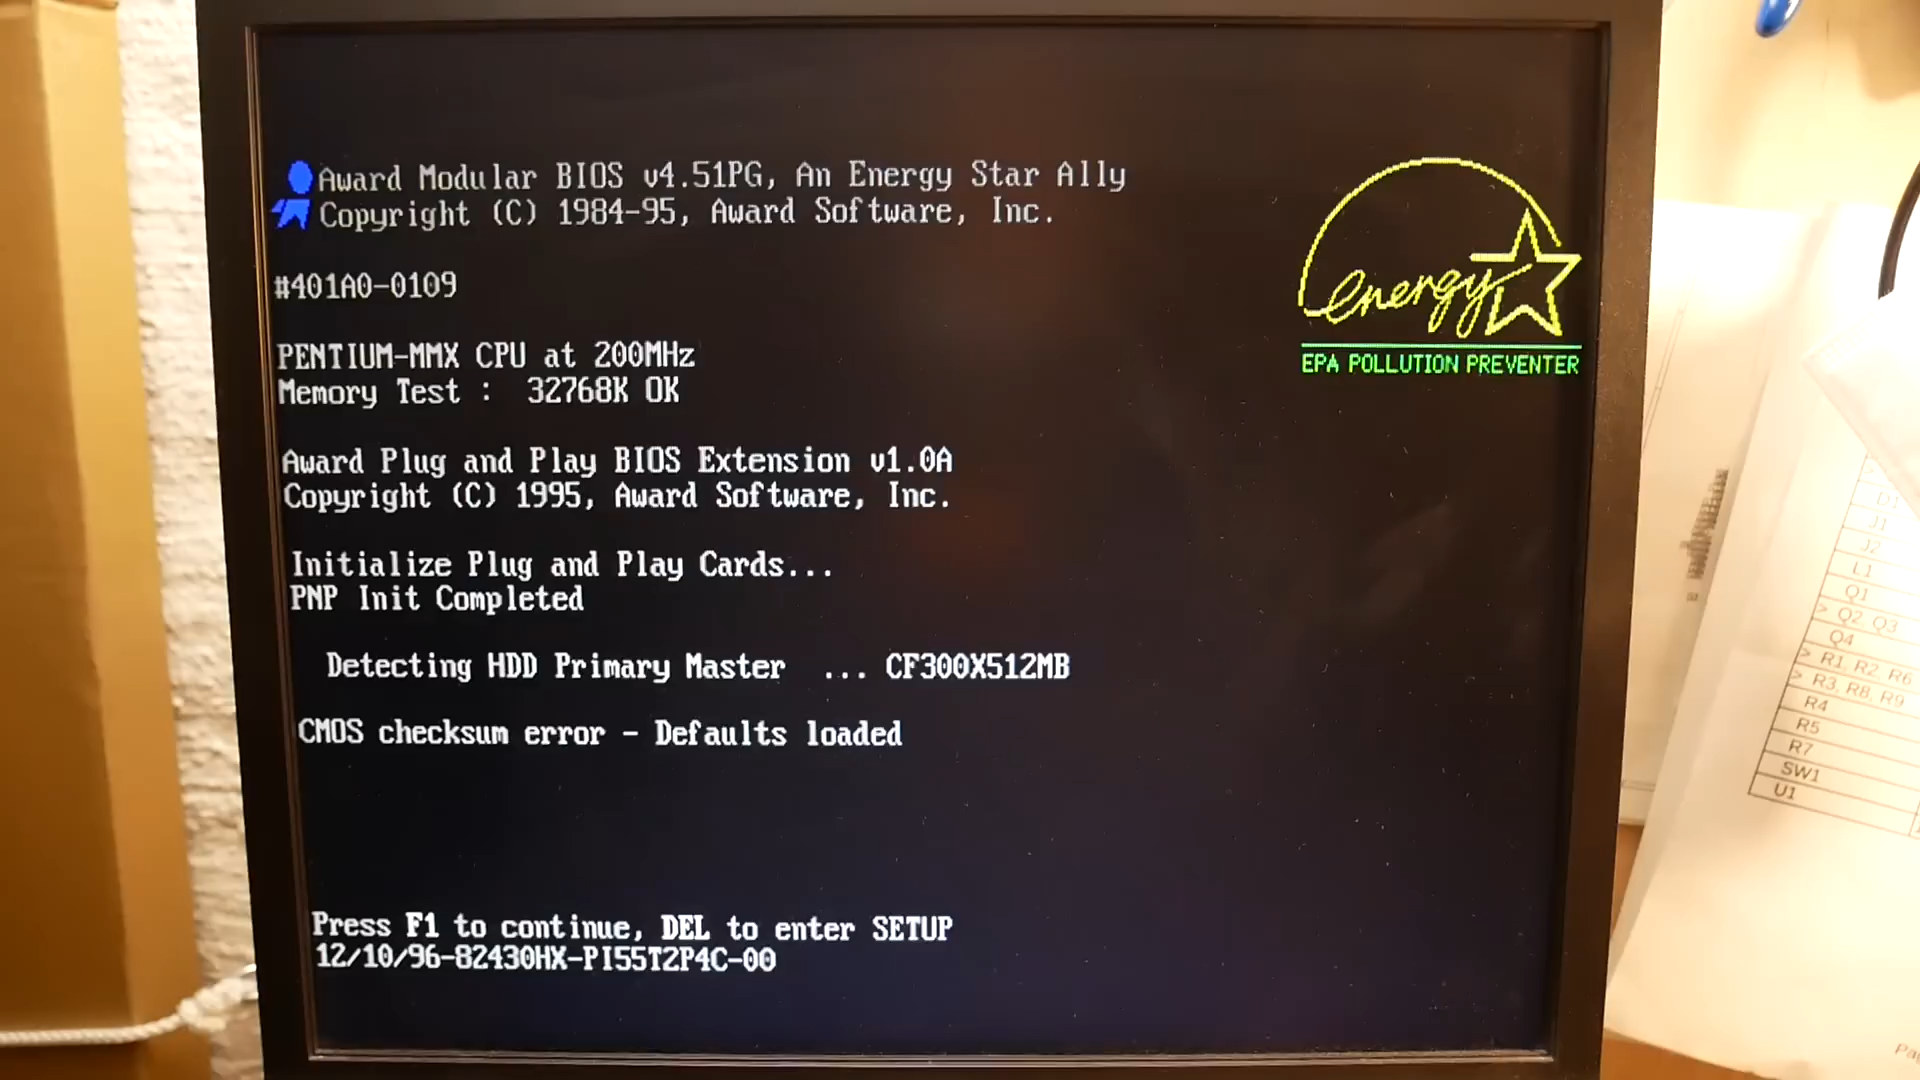 Award Modular BIOS v4.51PG, An Energy Star Ally
Copyright (C) 1984-95, Award Software, Inc.
#401A0-0109
energy
EPA POLLUTION PREVENTER
PENTIUM-MMX CPU at 200MHz
Memory Test :  32768K OK
Award Plug and Play BIOS Extension v1.0A
Copyright (C) 1995, Award Software, Inc.
Initialize Plug and Play Cards...
PNP Init Completed
Detecting HDD Primary Master  ... CF300X512MB
CMOS checksum error - Defaults loaded
Press F1 to continue, DEL to enter SETUP
12/10/96-82430HX-PI55T2P4C-00
D1
J1
J2
L1
Q1
> Q2, Q3
Q4
> R1, R2, R6
> R3, R8, R9
R4
R5
R7
SW1
U1